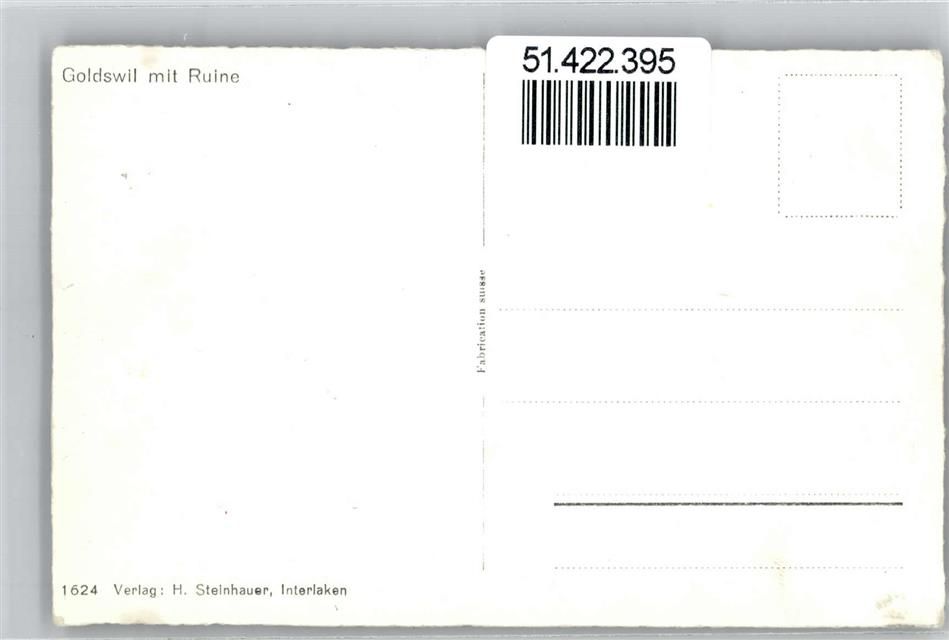 Goldswil mit Ruine
51.422.395
Fabrication suisse
1624 Verlag: H. Steinhauer, Interlaken